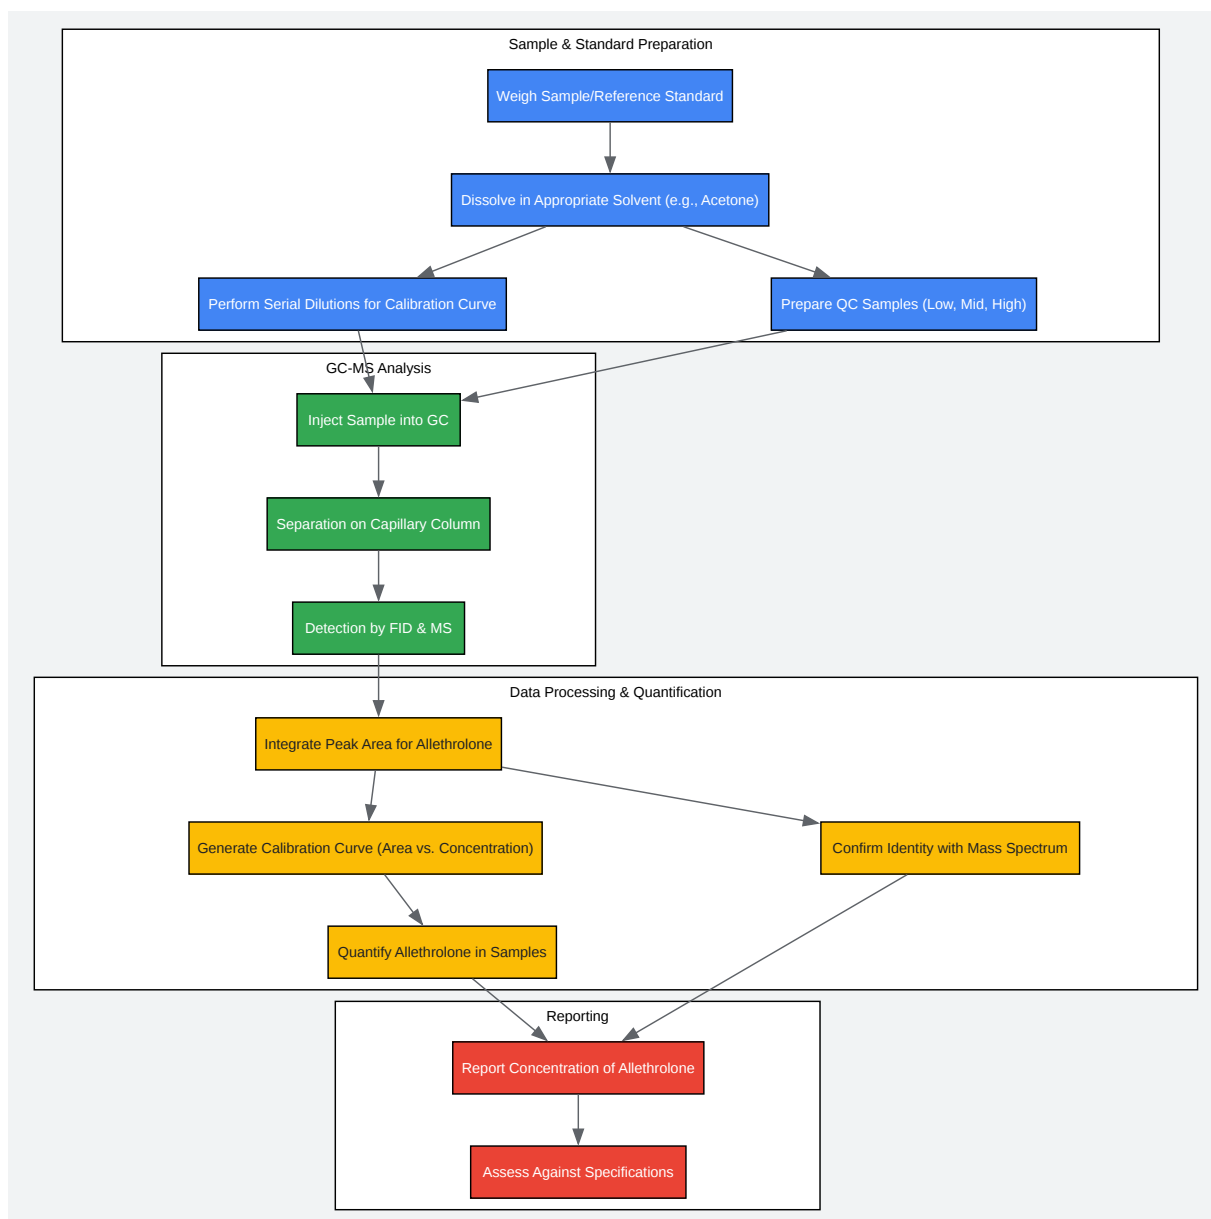 Sample & Standard Preparation
Weigh Sample/Reference Standard
Dissolve in Appropriate Solvent (e.g., Acetone)
Perform Serial Dilutions for Calibration Curve
Prepare QC Samples (Low, Mid, High)
GC-MS Analysis
Inject Sample into GC
Separation on Capillary Column
Detection by FID & MS
Data Processing & Quantification
Integrate Peak Area for Allethrolone
Generate Calibration Curve (Area vs. Concentration)
Confirm Identity with Mass Spectrum
Quantify Allethrolone in Samples
Reporting
Report Concentration of Allethrolone
Assess Against Specifications